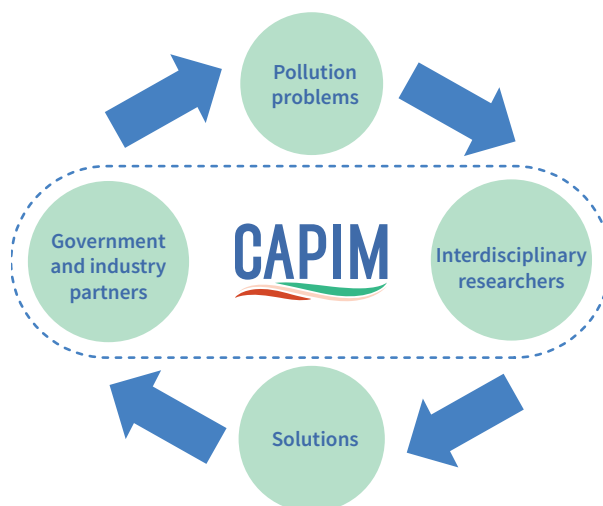 Pollution
problems
Government
and industry
partners
CAPIM
Interdisciplinary
researchers
Solutions